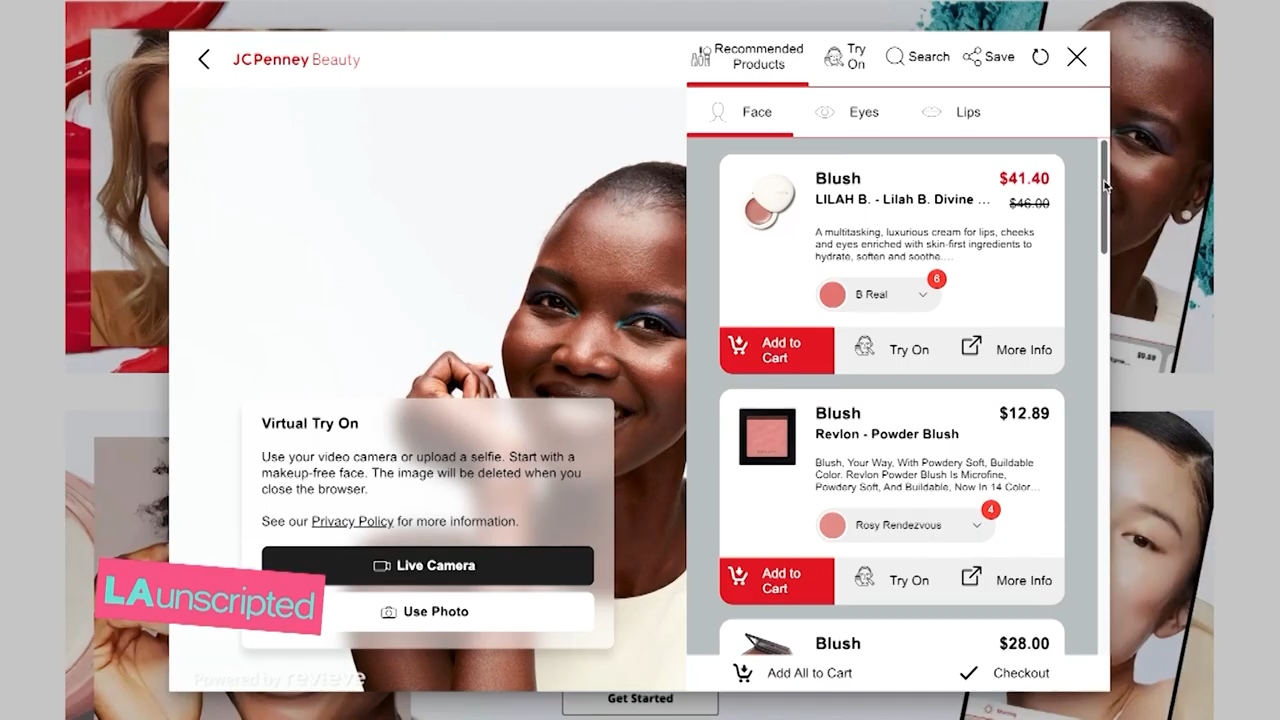 JCPenney Beauty
Recommended Products
Try On
Search
Save
Face
Eyes
Lips
Blush
$41.40
LILAH B. - Lilah B. Divine ...
$46.00
A multitasking, luxurious cream for lips, cheeks
and eyes enriched with skin-first ingredients to
hydrate, soften and soothe....
6
B Real
Add to Cart
Try On
More Info
Blush
$12.89
Revlon - Powder Blush
Blush, Your Way, With Powdery Soft, Buildable
Color. Revlon Powder Blush Is Microfine,
Powdery Soft, And Buildable, Now In 14 Color...
4
Rosy Rendezvous
Add to Cart
Try On
More Info
Blush
$28.00
Add All to Cart
Checkout
Virtual Try On
Use your video camera or upload a selfie. Start with a
makeup-free face. The image will be deleted when you
close the browser.
See our Privacy Policy for more information.
Live Camera
Use Photo
LAunscripted
Powered by revieve
Get Started